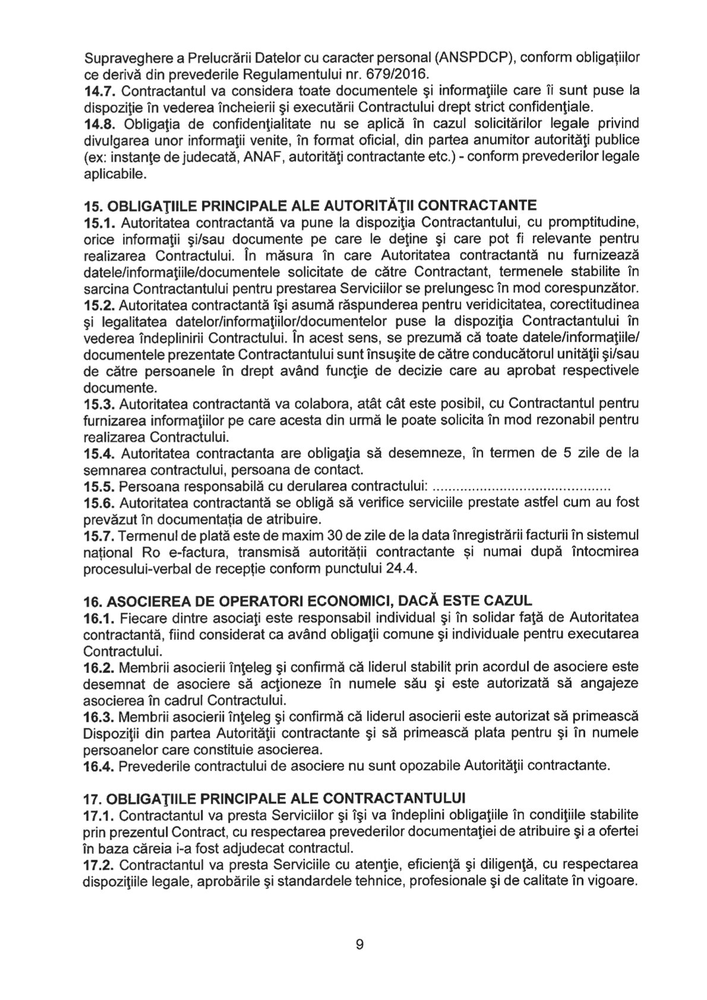 Supraveghere a Prelucrării Datelor cu caracter personal (ANSPDCP), conform obligațiilor
ce derivă din prevederile Regulamentului nr. 679/2016.
14.7. Contractantul va considera toate documentele şi informaţiile care îi sunt puse la
dispoziţie în vederea încheierii şi executării Contractului drept strict confidenţiale.
14.8. Obligaţia de confidenţialitate nu se aplică în cazul solicitărilor legale privind
divulgarea unor informaţii venite, în format oficial, din partea anumitor autorităţi publice
(ex: instanţe de judecată, ANAF, autorităţi contractante etc.) - conform prevederilor legale
aplicabile.
15. OBLIGAŢIILE PRINCIPALE ALE AUTORITĂŢII CONTRACTANTE
15.1. Autoritatea contractantă va pune la dispoziţia Contractantului, cu promptitudine,
orice informaţii şi/sau documente pe care le deţine şi care pot fi relevante pentru
realizarea Contractului. În măsura în care Autoritatea contractantă nu furnizează
datele/informaţiile/documentele solicitate de către Contractant, termenele stabilite în
sarcina Contractantului pentru prestarea Serviciilor se prelungesc în mod corespunzător.
15.2. Autoritatea contractantă îşi asumă răspunderea pentru veridicitatea, corectitudinea
şi legalitatea datelor/informaţiilor/documentelor puse la dispoziţia Contractantului în
vederea îndeplinirii Contractului. În acest sens, se prezumă că toate datele/informaţiile/
documentele prezentate Contractantului sunt însuşite de către conducătorul unităţii şi/sau
de către persoanele în drept având funcţie de decizie care au aprobat respectivele
documente.
15.3. Autoritatea contractantă va colabora, atât cât este posibil, cu Contractantul pentru
furnizarea informaţiilor pe care acesta din urmă le poate solicita în mod rezonabil pentru
realizarea Contractului.
15.4. Autoritatea contractanta are obligaţia să desemneze, în termen de 5 zile de la
semnarea contractului, persoana de contact.
15.5. Persoana responsabilă cu derularea contractului: .............................................
15.6. Autoritatea contractantă se obligă să verifice serviciile prestate astfel cum au fost
prevăzut în documentația de atribuire.
15.7. Termenul de plată este de maxim 30 de zile de la data înregistrării facturii în sistemul
național Ro e-factura, transmisă autorității contractante și numai după întocmirea
procesului-verbal de recepție conform punctului 24.4.
16. ASOCIEREA DE OPERATORI ECONOMICI, DACĂ ESTE CAZUL
16.1. Fiecare dintre asociaţi este responsabil individual şi în solidar faţă de Autoritatea
contractantă, fiind considerat ca având obligaţii comune şi individuale pentru executarea
Contractului.
16.2. Membrii asocierii înţeleg şi confirmă că liderul stabilit prin acordul de asociere este
desemnat de asociere să acţioneze în numele său şi este autorizată să angajeze
asocierea în cadrul Contractului.
16.3. Membrii asocierii înţeleg şi confirmă că liderul asocierii este autorizat să primească
Dispoziţii din partea Autorităţii contractante şi să primească plata pentru şi în numele
persoanelor care constituie asocierea.
16.4. Prevederile contractului de asociere nu sunt opozabile Autorităţii contractante.
17. OBLIGAŢIILE PRINCIPALE ALE CONTRACTANTULUI
17.1. Contractantul va presta Serviciilor şi îşi va îndeplini obligaţiile în condiţiile stabilite
prin prezentul Contract, cu respectarea prevederilor documentaţiei de atribuire şi a ofertei
în baza căreia i-a fost adjudecat contractul.
17.2. Contractantul va presta Serviciile cu atenţie, eficienţă şi diligenţă, cu respectarea
dispoziţiile legale, aprobările şi standardele tehnice, profesionale şi de calitate în vigoare.
9